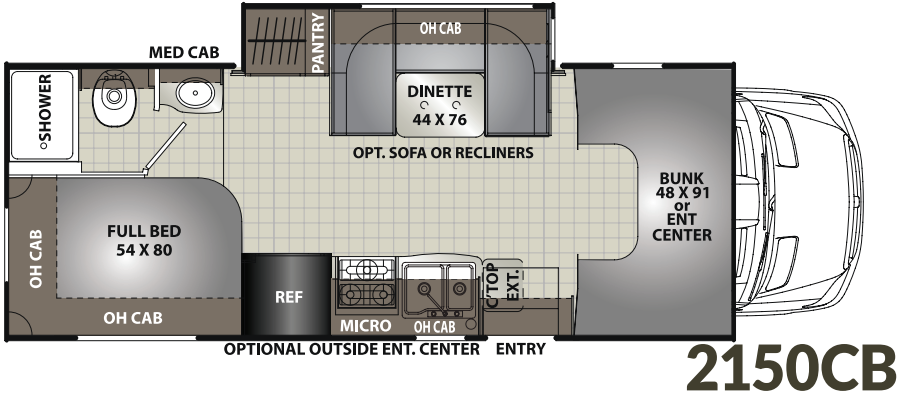 MED CAB
SHOWER
PANTRY
OH CAB
DINETTE
44 X 76
OPT. SOFA OR RECLINERS
BUNK
48 X 91
or
ENT
CENTER
FULL BED
54 X 80
OH CAB
OH CAB
REF
MICRO
OH CAB
C'TOP
EXT.
OPTIONAL OUTSIDE ENT. CENTER
ENTRY
2150CB